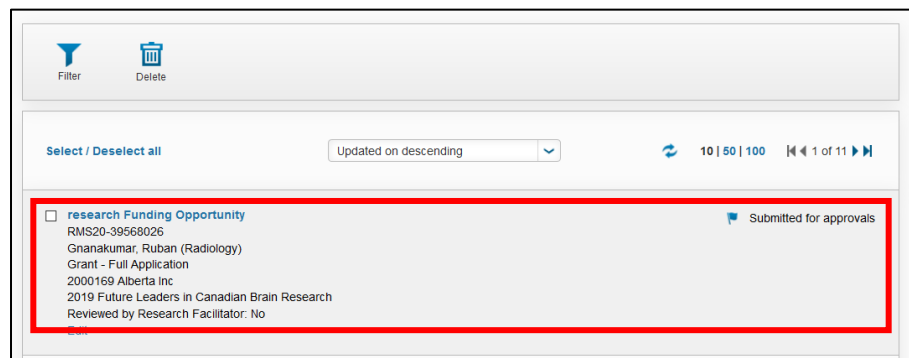 Filter
Delete
Select / Deselect all
Updated on descending
10 | 50 | 100
1 of 11
research Funding Opportunity
Submitted for approvals
RMS20-39568026
Gnanakumar, Ruban (Radiology)
Grant - Full Application
2000169 Alberta Inc
2019 Future Leaders in Canadian Brain Research
Reviewed by Research Facilitator: No
Edit